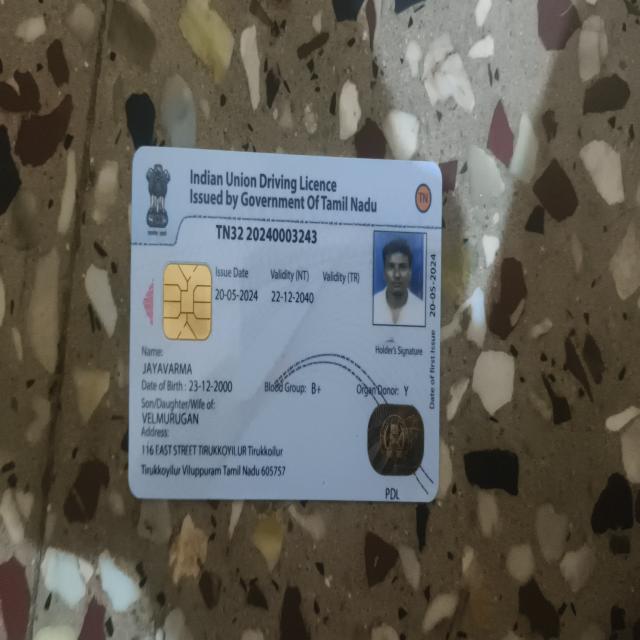 Indian Union Driving Licence
Issued by Government Of Tamil Nadu
TN
TN32 20240003243
Issue Date Validity (NT) Validity (TR)
20-05-2024 22-12-2040
Holder's Signature
Date of first Issue 20-05-2024
Name:
JAYAVARMA
Date of Birth: 23-12-2000 Blood Group: B+ Organ Donor: Y
Son/Daughter/Wife of:
VELMURUGAN
Address:
116 EAST STREET TIRUKKOYILUR Tirukkoilur
Tirukkoyilur Viluppuram Tamil Nadu 605757
PDL